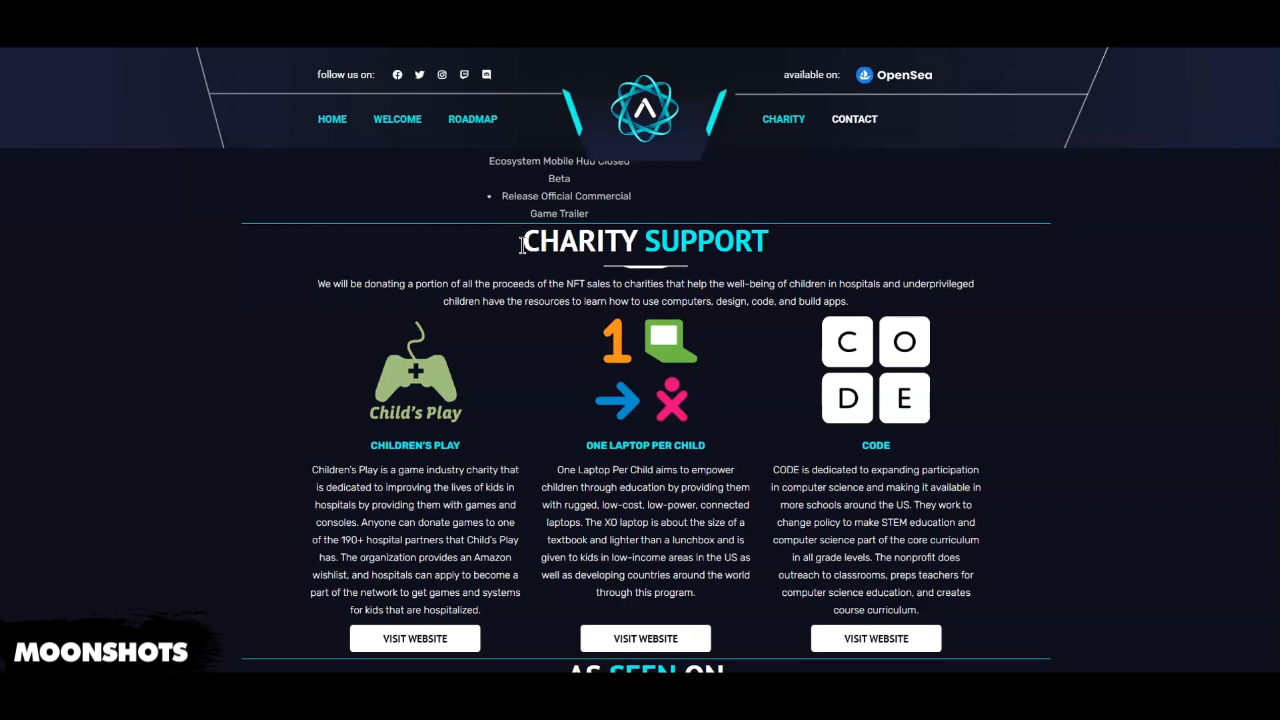 follow us on:
available on: OpenSea
HOME WELCOME ROADMAP
CHARITY CONTACT
Ecosystem Mobile Hub Closed
Beta
• Release Official Commercial
Game Trailer
CHARITY SUPPORT
We will be donating a portion of all the proceeds of the NFT sales to charities that help the well-being of children in hospitals and underprivileged
children have the resources to learn how to use computers, design, code, and build apps.
Child's Play
CHILDREN'S PLAY
Children's Play is a game industry charity that
is dedicated to improving the lives of kids in
hospitals by providing them with games and
consoles. Anyone can donate games to one
of the 190+ hospital partners that Child's Play
has. The organization provides an Amazon
wishlist, and hospitals can apply to become a
part of the network to get games and systems
for kids that are hospitalized.
VISIT WEBSITE
1
ONE LAPTOP PER CHILD
One Laptop Per Child aims to empower
children through education by providing them
with rugged, low-cost, low-power, connected
laptops. The XO laptop is about the size of a
textbook and lighter than a lunchbox and is
given to kids in low-income areas in the US as
well as developing countries around the world
through this program.
VISIT WEBSITE
C O
D E
CODE
CODE is dedicated to expanding participation
in computer science and making it available in
more schools around the US. They work to
change policy to make STEM education and
computer science part of the core curriculum
in all grade levels. The nonprofit does
outreach to classrooms, preps teachers for
computer science education, and creates
course curriculum.
VISIT WEBSITE
AS SEEN ON
MOONSHOTS